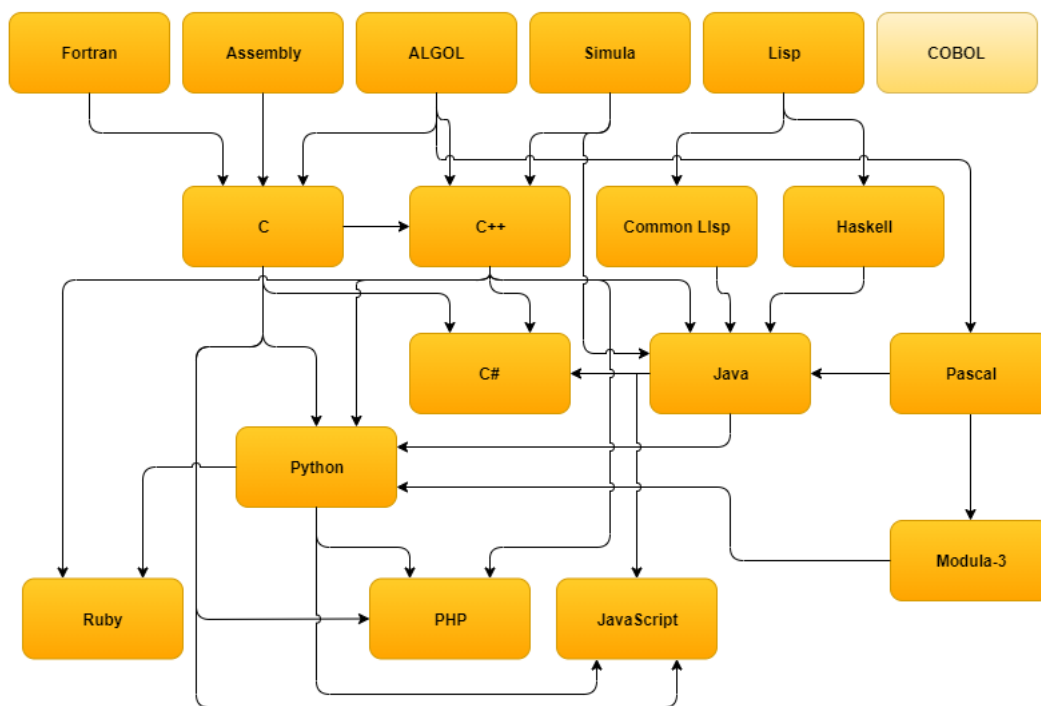 Fortran
Assembly
ALGOL
Simula
Lisp
COBOL
C
C++
Common LIsp
Haskell
C#
Java
Pascal
Python
Modula-3
Ruby
PHP
JavaScript